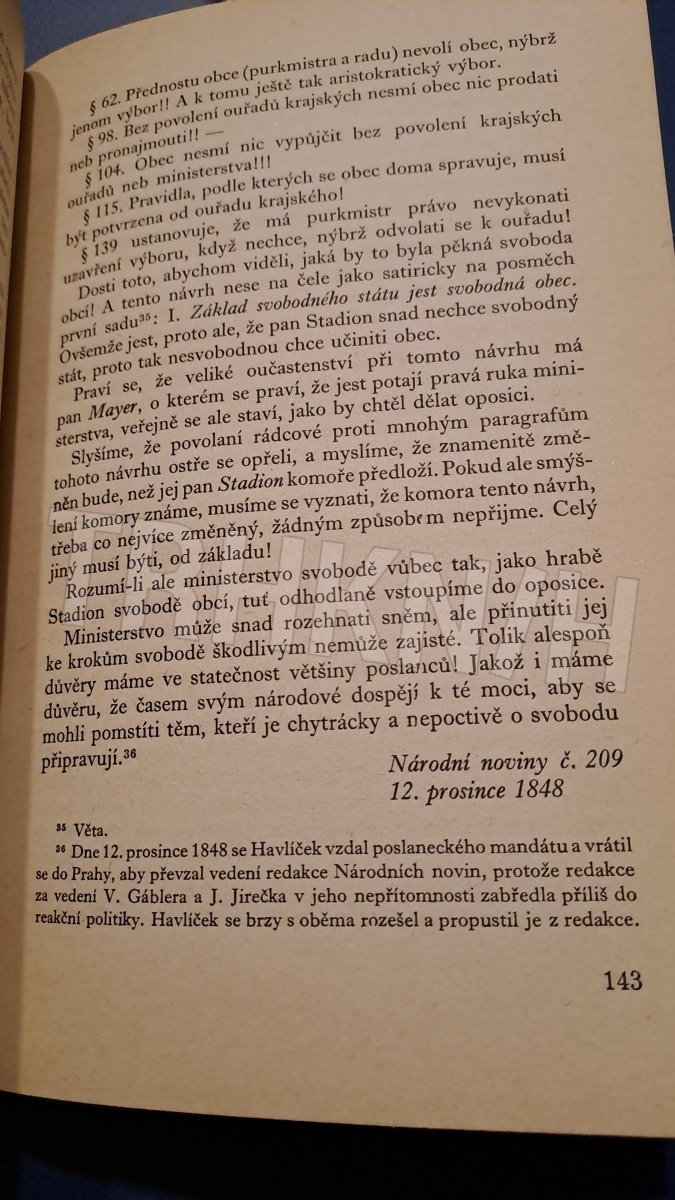 § 62. Přednostu obce (purkmistra a radu) nevolí obec, nýbrž
jenom výbor!! A k tomu ještě tak aristokratický výbor.
§ 98. Bez povolení ouřadů krajských nesmí obec nic prodati
neb pronajmouti!! —
§ 104. Obec nesmí nic vypůjčit bez povolení krajských
ouřadů neb ministerstva!!!
§ 115. Pravidla, podle kterých se obec doma spravuje, musí
být potvrzena od ouřadu krajského!
§ 139 ustanovuje, že má purkmistr právo nevykonati
uzavření výboru, když nechce, nýbrž odvolati se k ouřadu!
Dosti toto, abychom viděli, jaká by to byla pěkná svoboda
obcí! A tento návrh nese na čele jako satiricky na posměch
první sadu³⁵: I. Základ svobodného státu jest svobodná obec.
Ovšemže jest, proto ale, že pan Stadion snad nechce svobodný
stát, proto tak nesvobodnou chce učiniti obec.
Praví se, že veliké oučastenství při tomto návrhu má
pan Mayer, o kterém se praví, že jest potají pravá ruka mini-
sterstva, veřejně se ale staví, jako by chtěl dělat oposici.
Slyšíme, že povolaní rádcové proti mnohým paragrafům
tohoto návrhu ostře se opřeli, a myslíme, že znamenitě změ-
něn bude, než jej pan Stadion komoře předloží. Pokud ale smýš-
lení komory známe, musíme se vyznati, že komora tento návrh,
třeba co nejvíce změněný, žádným způsobem nepřijme. Celý
jiný musí býti, od základu!
Rozumí-li ale ministerstvo svobodě vůbec tak, jako hrabě
Stadion svobodě obcí, tuť odhodlaně vstoupíme do oposice.
Ministerstvo může snad rozehnati sněm, ale přinutiti jej
ke krokům svobodě škodlivým nemůže zajisté. Tolik alespoň
důvěry máme ve statečnost většiny poslanců! Jakož i máme
důvěru, že časem svým národové dospějí k té moci, aby se
mohli pomstíti těm, kteří je chytrácky a nepoctivě o svobodu
připravují.³⁶
Národní noviny č. 209
12. prosince 1848
³⁵ Věta.
³⁶ Dne 12. prosince 1848 se Havlíček vzdal poslaneckého mandátu a vrátil
se do Prahy, aby převzal vedení redakce Národních novin, protože redakce
za vedení V. Gáblera a J. Jirečka v jeho nepřítomnosti zabředla příliš do
reakční politiky. Havlíček se brzy s oběma rozešel a propustil je z redakce.
143